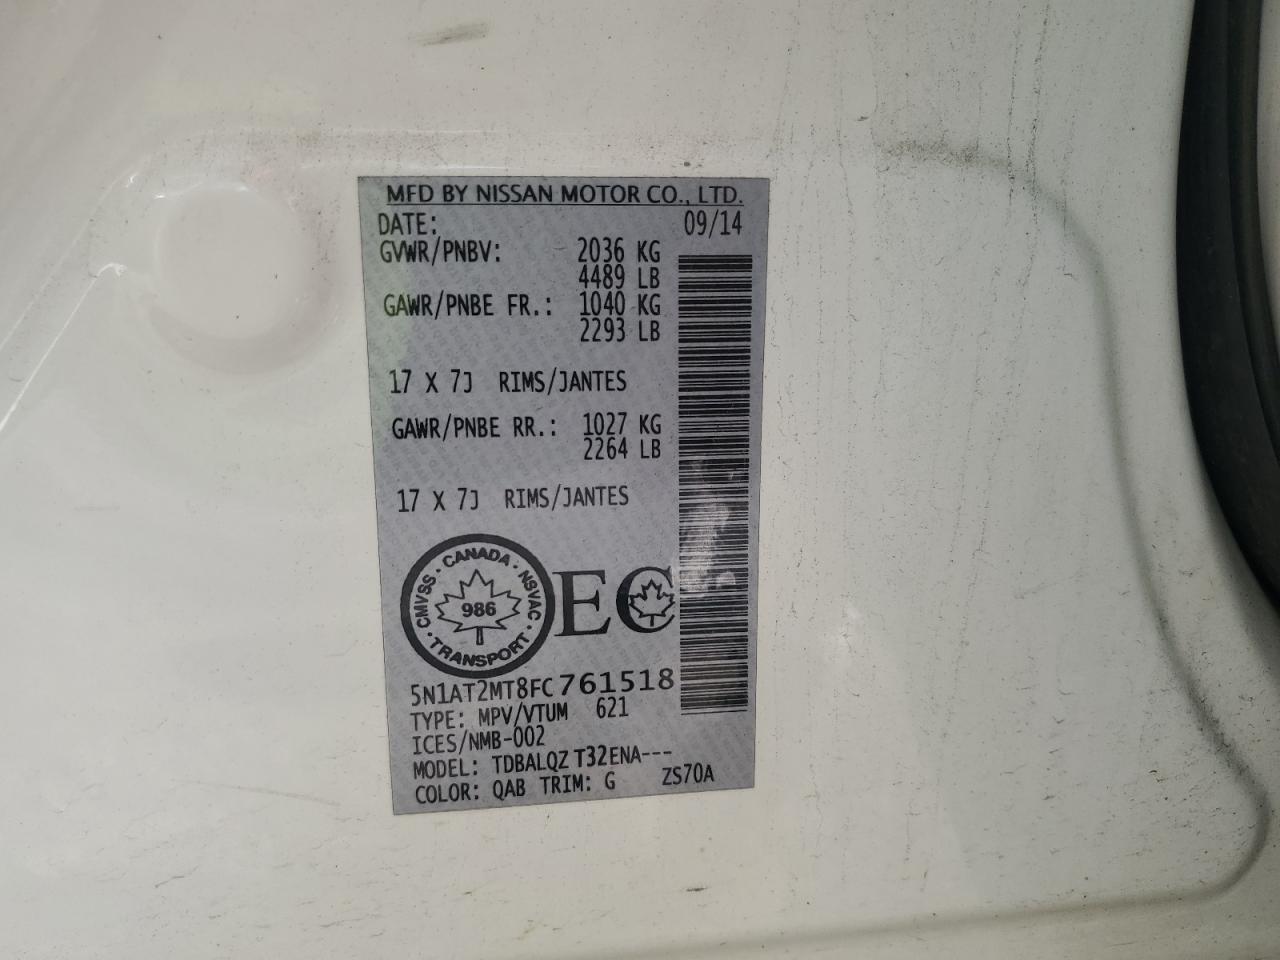 MFD BY NISSAN MOTOR CO., LTD.
DATE: 09/14
GVWR/PNBV: 2036 KG
4489 LB
GAWR/PNBE FR.: 1040 KG
2293 LB
17 X 7J RIMS/JANTES
GAWR/PNBE RR.: 1027 KG
2264 LB
17 X 7J RIMS/JANTES
CANADA · NSVAC · TRANSPORT · CMVSS ·
986
EC
5N1AT2MT8FC761518
TYPE: MPV/VTUM 621
ICES/NMB-002
MODEL: TDBALQZ T32ENA---
COLOR: QAB TRIM: G ZS70A